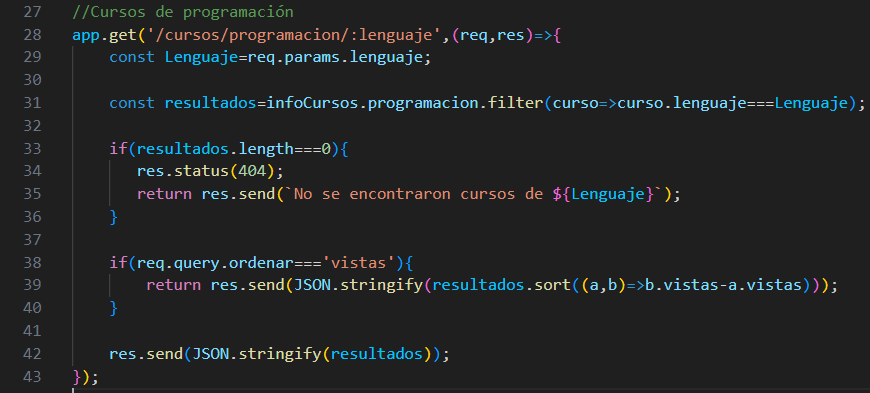 27 //Cursos de programación
28 app.get('/cursos/programacion/:lenguaje',(req,res)=>{
29 const Lenguaje=req.params.lenguaje;
30
31 const resultados=infoCursos.programacion.filter(curso=>curso.lenguaje===Lenguaje);
32
33 if(resultados.length===0){
34 res.status(404);
35 return res.send(`No se encontraron cursos de ${Lenguaje}`);
36 }
37
38 if(req.query.ordenar==='vistas'){
39 return res.send(JSON.stringify(resultados.sort((a,b)=>b.vistas-a.vistas)));
40 }
41
42 res.send(JSON.stringify(resultados));
43 });